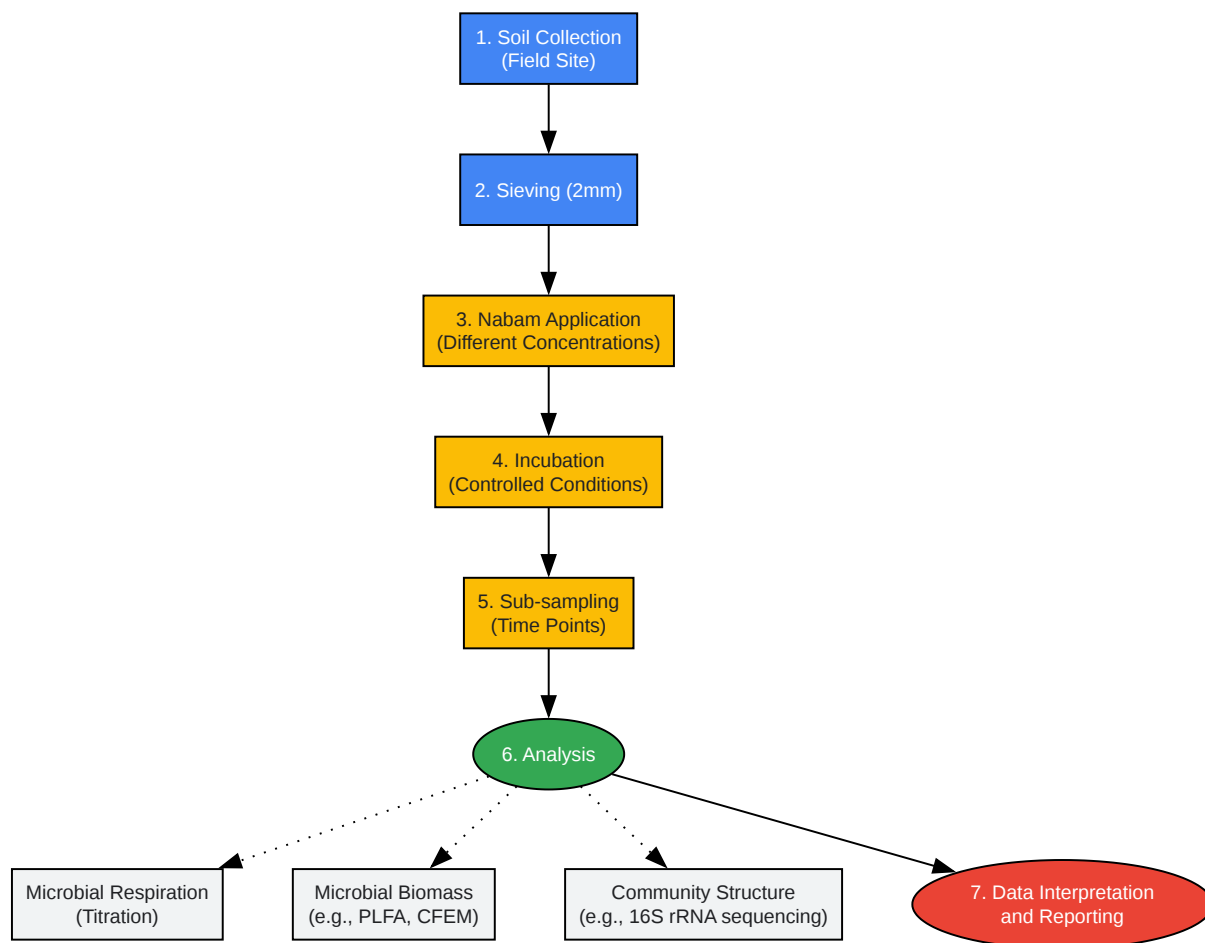 1. Soil Collection
(Field Site)
2. Sieving (2mm)
3. Nabam Application
(Different Concentrations)
4. Incubation
(Controlled Conditions)
5. Sub-sampling
(Time Points)
6. Analysis
Microbial Respiration
(Titration)
Microbial Biomass
(e.g., PLFA, CFEM)
Community Structure
(e.g., 16S rRNA sequencing)
7. Data Interpretation
and Reporting